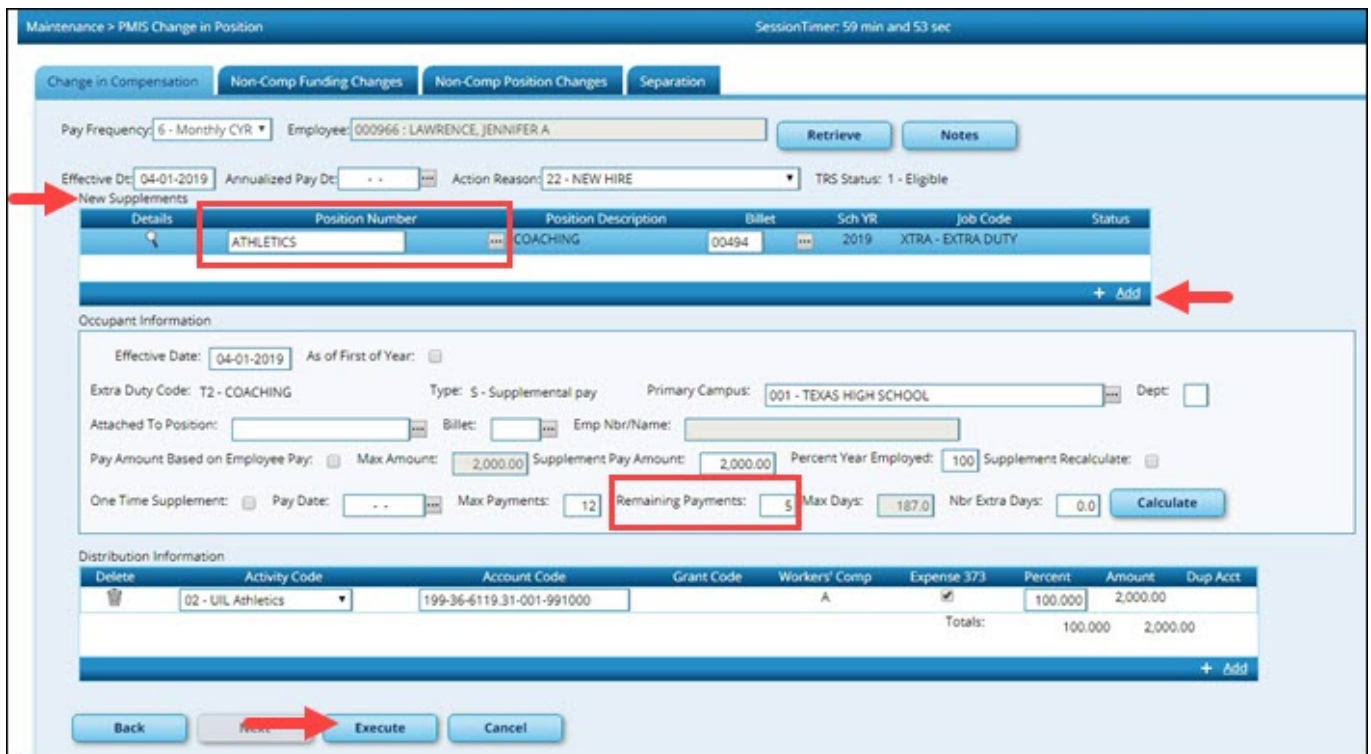 Maintenance > PMIS Change in Position SessionTimer: 59 min and 53 sec
Change in Compensation Non-Comp Funding Changes Non-Comp Position Changes Separation
Pay Frequency: 6 - Monthly CYR Employee: 000966 : LAWRENCE, JENNIFER A Retrieve Notes
Effective Dt: 04-01-2019 Annualized Pay Dt: - - Action Reason: 22 - NEW HIRE TRS Status: 1 - Eligible
New Supplements
Details Position Number Position Description Billet Sch YR Job Code Status
ATHLETICS ... COACHING 00494 ... 2019 XTRA - EXTRA DUTY
+ Add
Occupant Information
Effective Date: 04-01-2019 As of First of Year:
Extra Duty Code: T2 - COACHING Type: S - Supplemental pay Primary Campus: 001 - TEXAS HIGH SCHOOL ... Dept:
Attached To Position: ... Billet: ... Emp Nbr/Name:
Pay Amount Based on Employee Pay: Max Amount: 2,000.00 Supplement Pay Amount: 2,000.00 Percent Year Employed: 100 Supplement Recalculate:
One Time Supplement: Pay Date: - - ... Max Payments: 12 Remaining Payments: 5 Max Days: 187.0 Nbr Extra Days: 0.0 Calculate
Distribution Information
Delete Activity Code Account Code Grant Code Workers' Comp Expense 373 Percent Amount Dup Acct
02 - UIL Athletics 199-36-6119.31-001-991000 A 100.000 2,000.00
Totals: 100.000 2,000.00
+ Add
Back Execute Cancel